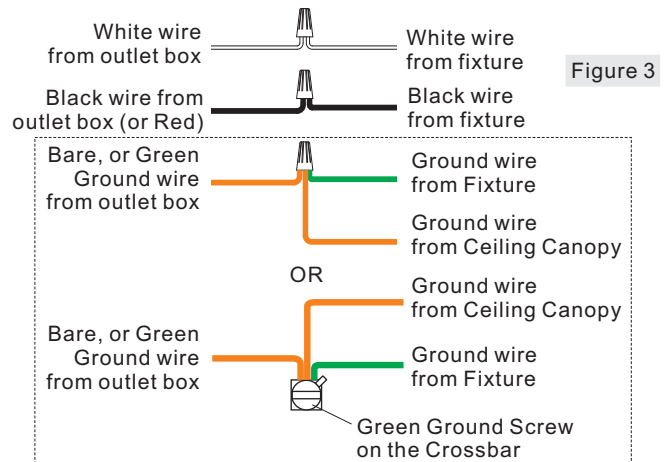 White wire
from outlet box
White wire
from fixture
Figure 3
Black wire from
outlet box (or Red)
Black wire
from fixture
Bare, or Green
Ground wire
from outlet box
Ground wire
from Fixture
Ground wire
from Ceiling Canopy
OR
Ground wire
from Ceiling Canopy
Bare, or Green
Ground wire
from outlet box
Ground wire
from Fixture
Green Ground Screw
on the Crossbar